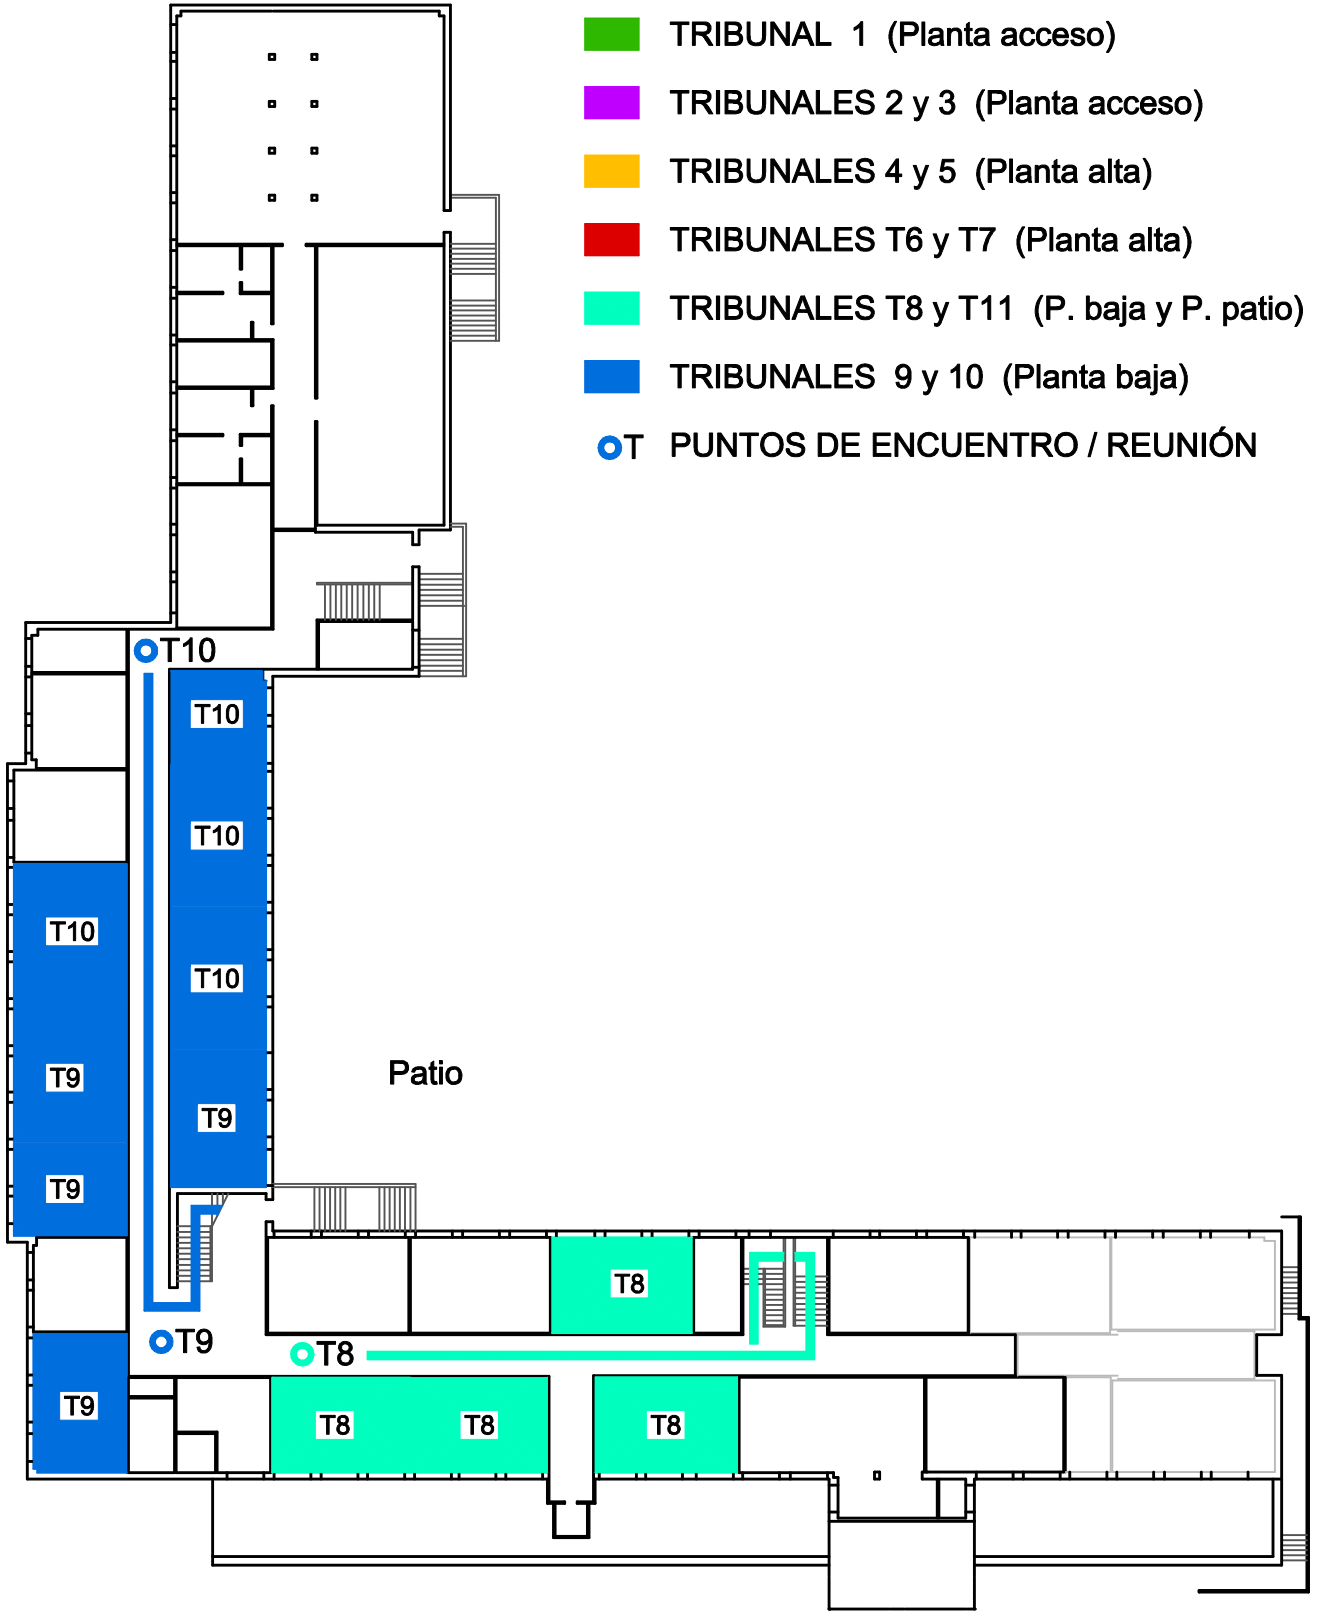 TRIBUNAL 1 (Planta acceso)
TRIBUNALES 2 y 3 (Planta acceso)
TRIBUNALES 4 y 5 (Planta alta)
TRIBUNALES T6 y T7 (Planta alta)
TRIBUNALES T8 y T11 (P. baja y P. patio)
TRIBUNALES 9 y 10 (Planta baja)
T PUNTOS DE ENCUENTRO / REUNIÓN
T10
T10
T10
T10
T10
T9
Patio
T9
T9
T8
T9
T8
T9
T8
T8
T8